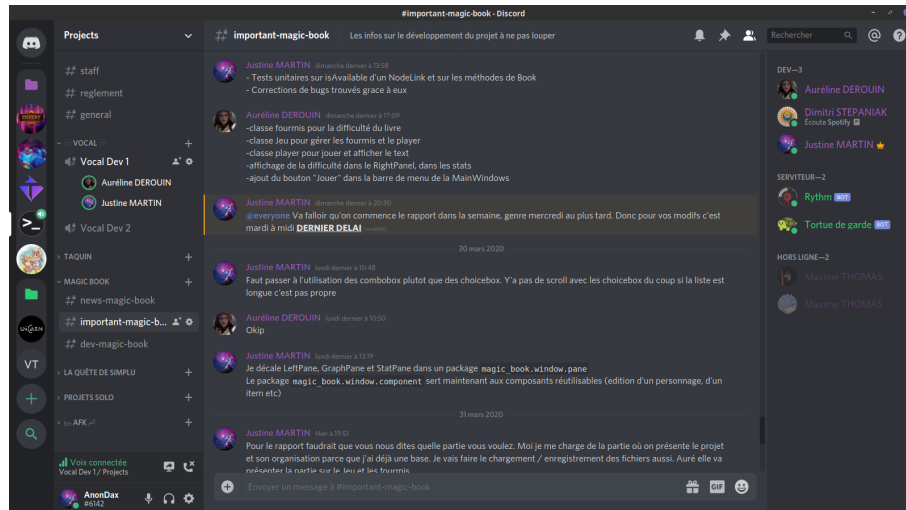 #important-magic-book - Discord
Projects
important-magic-book
Les infos sur le développement du projet à ne pas louper
Rechercher
staff
reglement
general
VOCAL
Vocal Dev 1
Auréline DEROUIN
Justine MARTIN
Vocal Dev 2
TAQUIN
MAGIC BOOK
news-magic-book
important-magic-b...
dev-magic-book
LA QUÊTE DE SIMPLU
PROJETS SOLO
AFK
Voix connectée
Vocal Dev 1 / Projects
AnonDax
#6142
VT
Justine MARTIN dimanche dernier à 13:58
- Tests unitaires sur isAvailable d'un NodeLink et sur les méthodes de Book
- Corrections de bugs trouvés grace à eux
Auréline DEROUIN dimanche dernier à 17:09
-classe fourmis pour la difficulté du livre
-classe Jeu pour gérer les fourmis et le player
-classe player pour jouer et afficher le text
-affichage de la difficulté dans le RightPanel, dans les stats
-ajout du bouton "Jouer" dans la barre de menu de la MainWindows
Justine MARTIN dimanche dernier à 20:30
@everyone Va falloir qu'on commence le rapport dans la semaine, genre mercredi au plus tard. Donc pour vos modifs c'est
mardi à midi DERNIER DELAI (modifié)
30 mars 2020
Justine MARTIN lundi dernier à 10:48
Faut passer à l'utilisation des combobox plutot que des choicebox. Y'a pas de scroll avec les choicebox du coup si la liste est
longue c'est pas propre
Auréline DEROUIN lundi dernier à 10:50
Okip
Justine MARTIN lundi dernier à 13:19
Je décale LeftPane, GraphPane et StatPane dans un package magic_book.window.pane
Le package magic_book.window.component sert maintenant aux composants réutilisables (edition d'un personnage, d'un
item etc)
31 mars 2020
Justine MARTIN Hier à 19:51
Pour le rapport faudrait que vous nous dites quelle partie vous voulez. Moi je me charge de la partie où on présente le projet
et son organisation parce que j'ai déjà une base. Je vais faire le chargement / enregistrement des fichiers aussi. Auré elle va
présenter la partie sur le Jeu et les fourmis
Envoyer un message à #important-magic-book
GIF
DEV—3
Auréline DEROUIN
Dimitri STEPANIAK
Écoute Spotify
Justine MARTIN
SERVITEUR—2
Rythm BOT
Tortue de garde BOT
HORS LIGNE—2
Maxime THOMAS
Maxime THOMAS